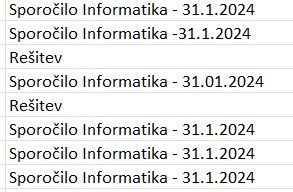 Sporočilo Informatika - 31.1.2024
Sporočilo Informatika -31.1.2024
Rešitev
Sporočilo Informatika - 31.01.2024
Rešitev
Sporočilo Informatika - 31.1.2024
Sporočilo Informatika - 31.1.2024
Sporočilo Informatika - 31.1.2024